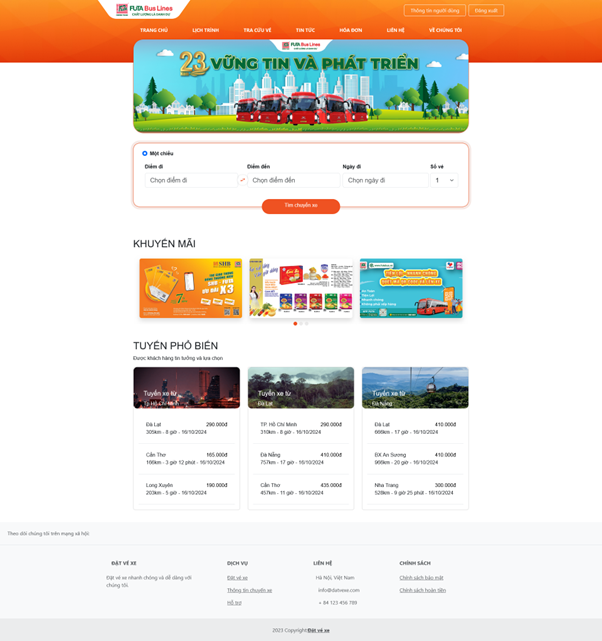 FUTA Bus Lines
CHẤT LƯỢNG LÀ DANH DỰ
Thông tin người dùng
Đăng xuất
TRANG CHỦ
LỊCH TRÌNH
TRA CỨU VÉ
TIN TỨC
HÓA ĐƠN
LIÊN HỆ
VỀ CHÚNG TÔI
FUTA Bus Lines
23 VỮNG TIN VÀ PHÁT TRIỂN
Một chiều
Điểm đi
Điểm đến
Ngày đi
Số vé
Chọn điểm đi
Chọn điểm đến
Chọn ngày đi
1
Tìm chuyến xe
KHUYẾN MÃI
SHB
X3
TUYẾN PHỔ BIẾN
Được khách hàng tin tưởng và lựa chọn
Tuyến xe từ
Tp Hồ Chí Minh
Đà Lạt 290.000đ
305km - 8 giờ - 16/10/2024
Cần Thơ 165.000đ
166km - 3 giờ 12 phút - 16/10/2024
Long Xuyên 190.000đ
203km - 5 giờ - 16/10/2024
Tuyến xe từ
Đà Lạt
TP. Hồ Chí Minh 290.000đ
310km - 8 giờ - 16/10/2024
Đà Nẵng 410.000đ
757km - 17 giờ - 16/10/2024
Cần Thơ 435.000đ
457km - 11 giờ - 16/10/2024
Tuyến xe từ
Đà Nẵng
Đà Lạt 410.000đ
666km - 17 giờ - 16/10/2024
BX An Sương 410.000đ
966km - 20 giờ - 16/10/2024
Nha Trang 300.000đ
528km - 9 giờ 25 phút - 16/10/2024
Theo dõi chúng tôi trên mạng xã hội:
ĐẶT VÉ XE
Đặt vé xe nhanh chóng và dễ dàng với
chúng tôi.
DỊCH VỤ
Đặt vé xe
Thông tin chuyến xe
Hỗ trợ
LIÊN HỆ
Hà Nội, Việt Nam
info@datvexe.com
+ 84 123 456 789
CHÍNH SÁCH
Chính sách bảo mật
Chính sách hoàn tiền
2023 Copyright:Đặt vé xe